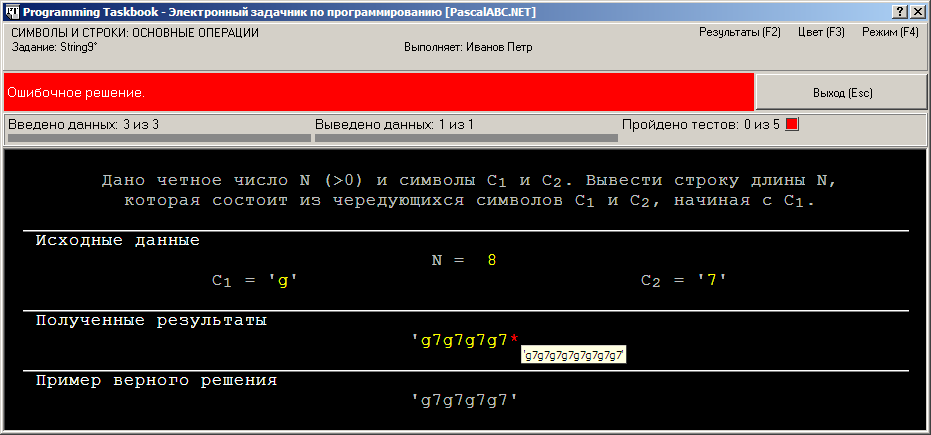 Programming Taskbook - Электронный задачник по программированию [PascalABC.NET]
СИМВОЛЫ И СТРОКИ: ОСНОВНЫЕ ОПЕРАЦИИ
Результаты (F2) Цвет (F3) Режим (F4)
Задание: String9* Выполняет: Иванов Петр
Ошибочное решение. Выход (Esc)
Введено данных: 3 из 3 Выведено данных: 1 из 1 Пройдено тестов: 0 из 5
Дано четное число N (>0) и символы C1 и C2. Вывести строку длины N,
которая состоит из чередующихся символов C1 и C2, начиная с C1.
Исходные данные
N = 8
C1 = 'g' C2 = '7'
Полученные результаты
'g7g7g7g7*
'g7g7g7g7g7g7g7g7'
Пример верного решения
'g7g7g7g7'